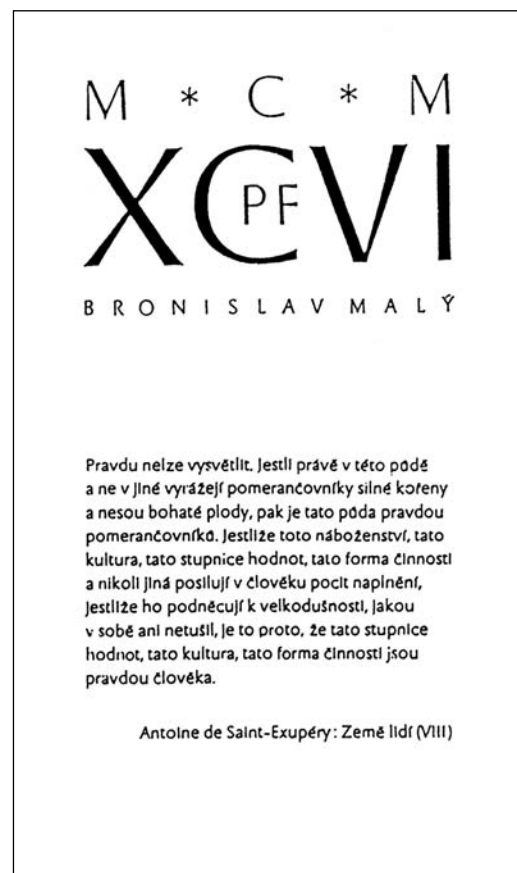 M * C * M
XCVI
PF
BRONISLAV MALÝ
Pravdu nelze vysvětlit. Jestli právě v této půdě
a ne v jiné vyrážejí pomerančovníky silné kořeny
a nesou bohaté plody, pak je tato půda pravdou
pomerančovníků. Jestliže toto náboženství, tato
kultura, tato stupnice hodnot, tato forma činnosti
a nikoli jiná posilují v člověku pocit naplnění,
jestliže ho podněcují k velkodušnosti, jakou
v sobě ani netušil, je to proto, že tato stupnice
hodnot, tato kultura, tato forma činnosti jsou
pravdou člověka.
Antoine de Saint-Exupéry: Země lidí (VIII)